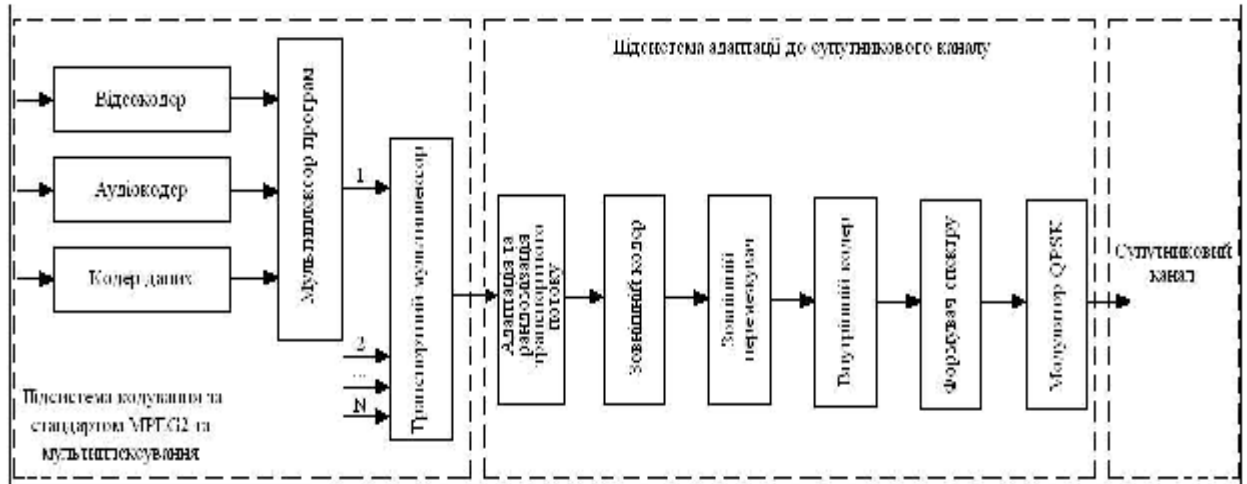 Підсистема адаптації до супутникового каналу
Відеокодер
Аудіокодер
Кодер даних
Мультиплексор програм
1
2
...
N
Транспортний мультиплексор
Підсистема кодування та
стандартом MPEG2 та
мультиплексування
Адаптація та
рандомізація
транспортного
потоку
Зовнішній кодер
Зовнішній
перемежувач
Внутрішній кодер
Формувач спектру
Модулятор QPSK
Супутниковий
канал